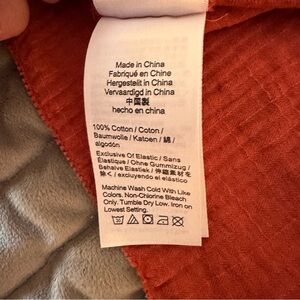 Made in China
Fabriqué en Chine
Hergestellt in China
Vervaardigd in China
中国製
hecho en china
100% Cotton / Coton /
Baumwolle / Katoen / 綿 /
algodón
Exclusive Of Elastic / Sans
Élastique / Ohne Gummizug /
Behalve Elastiek / 伸縮素材を
除く / excluyendo el elástico
Machine Wash Cold With Like
Colors. Non-Chlorine Bleach
Only. Tumble Dry Low. Iron on
Lowest Setting.